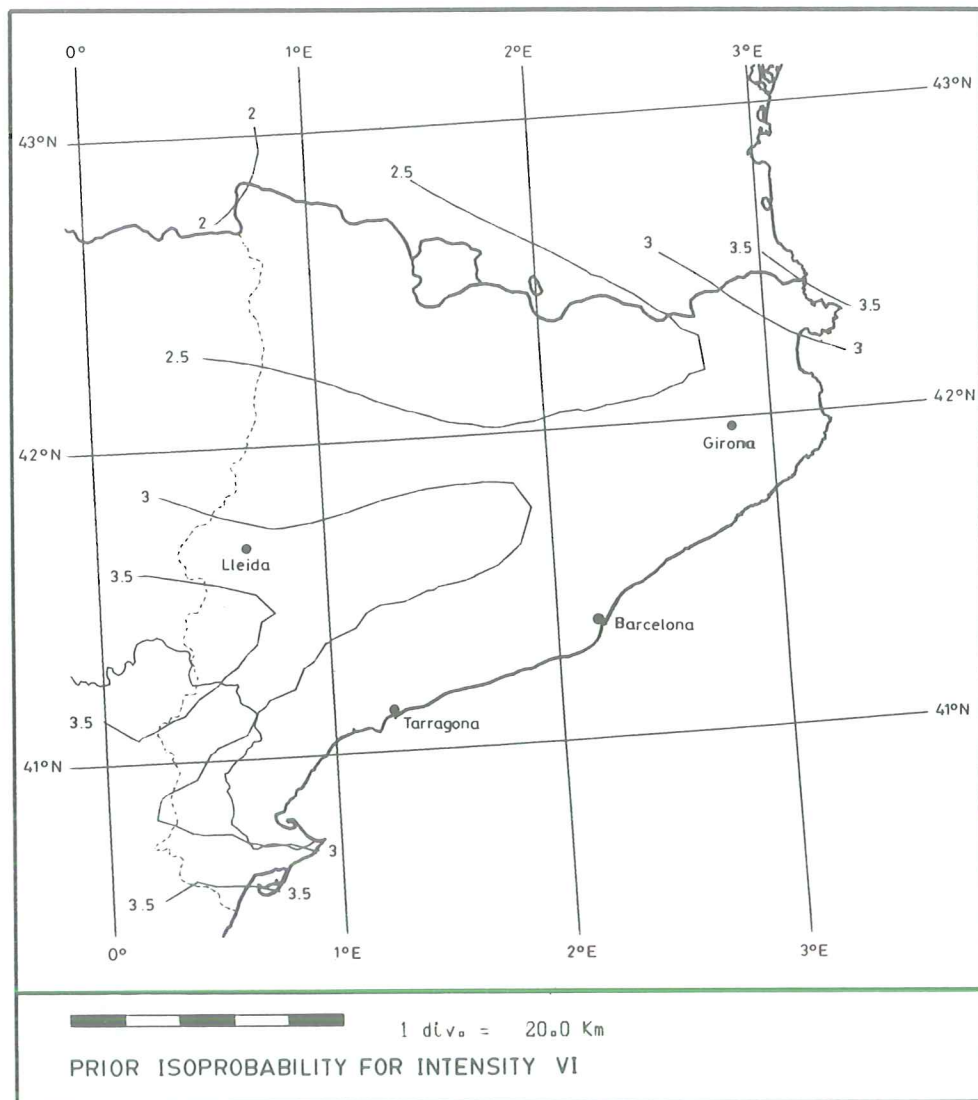 0° 1°E 2°E 3°E
43°N
2
43°N
2.5
2
3
3.5
3.5
3
2.5
42°N
Girona
42°N
3
Lleida
3.5
Barcelona
41°N
3.5
Tarragona
41°N
3
3.5
3.5
0° 1°E 2°E 3°E
1 div. = 20.0 Km
PRIOR ISOPROBABILITY FOR INTENSITY VI